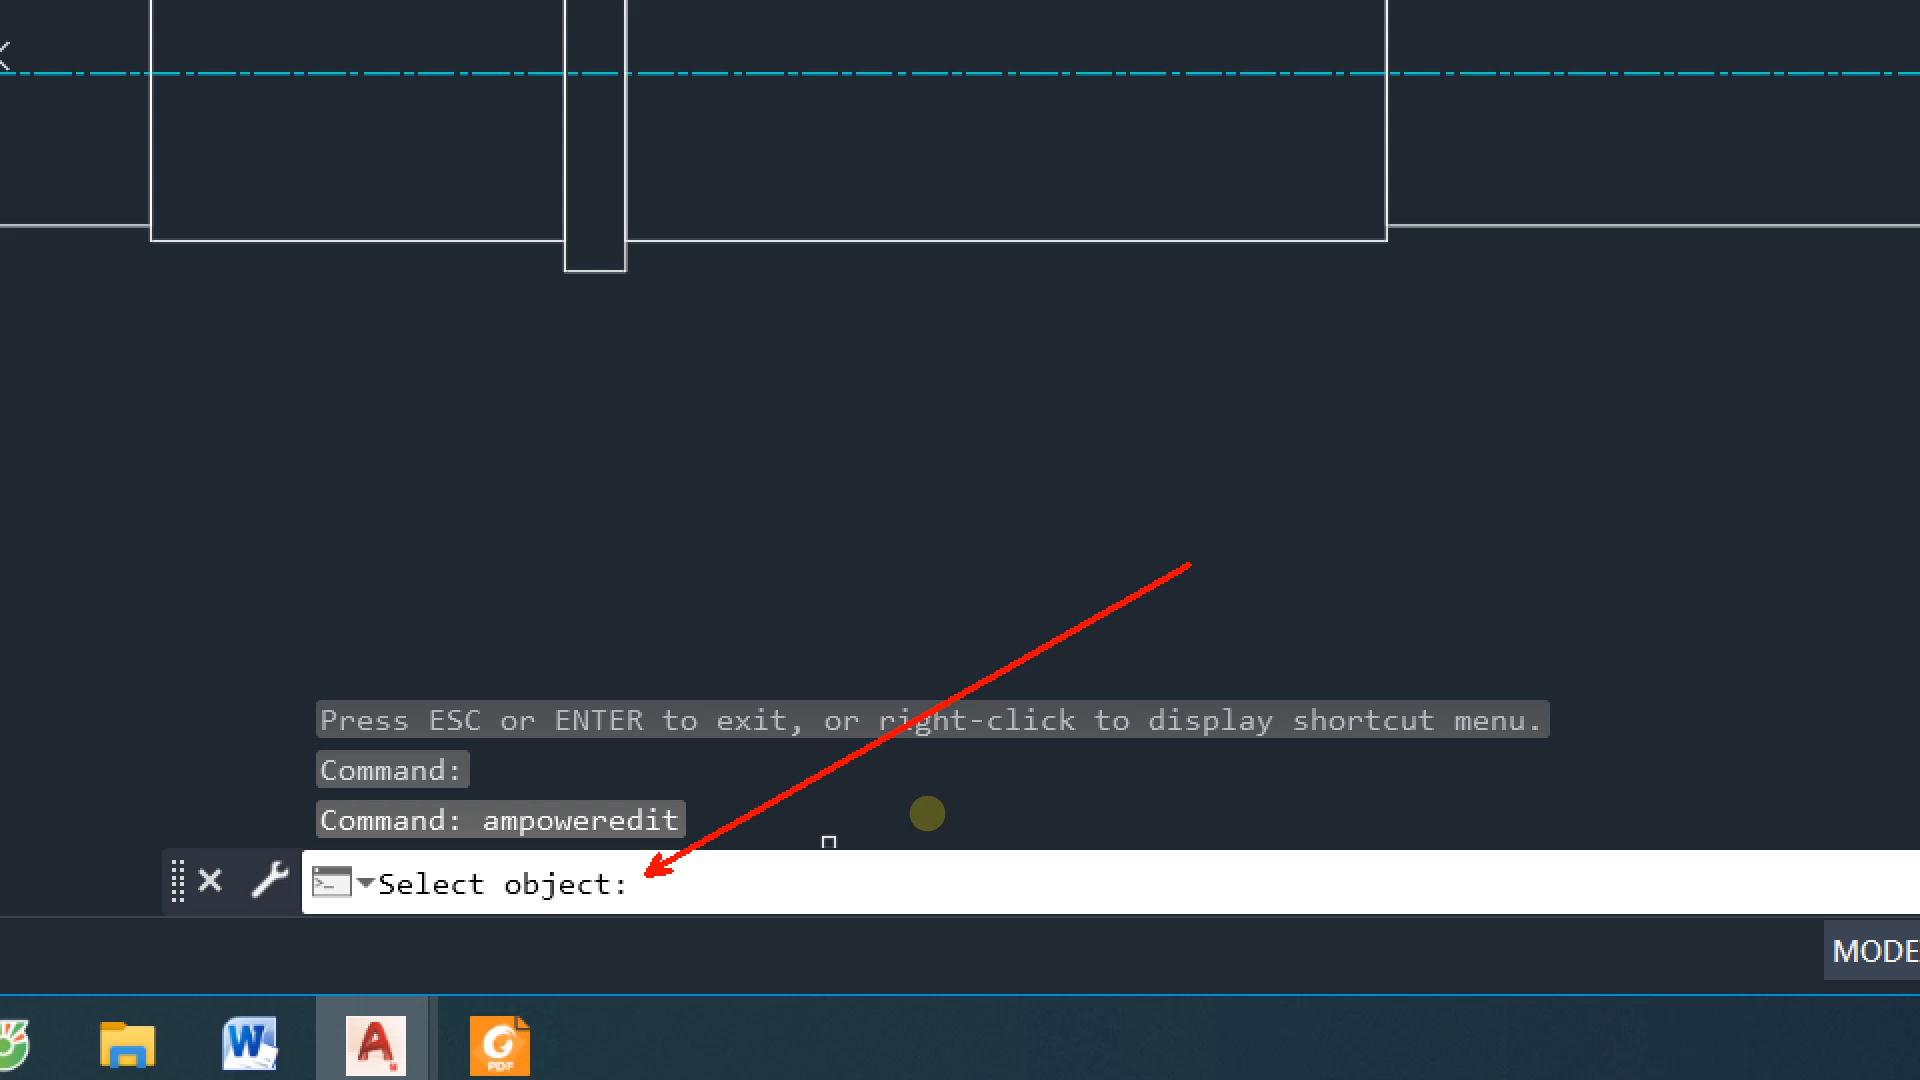 Press ESC or ENTER to exit, or right-click to display shortcut menu.
Command:
Command: ampoweredit
>_ Select object:
MODE
W
A
PDF